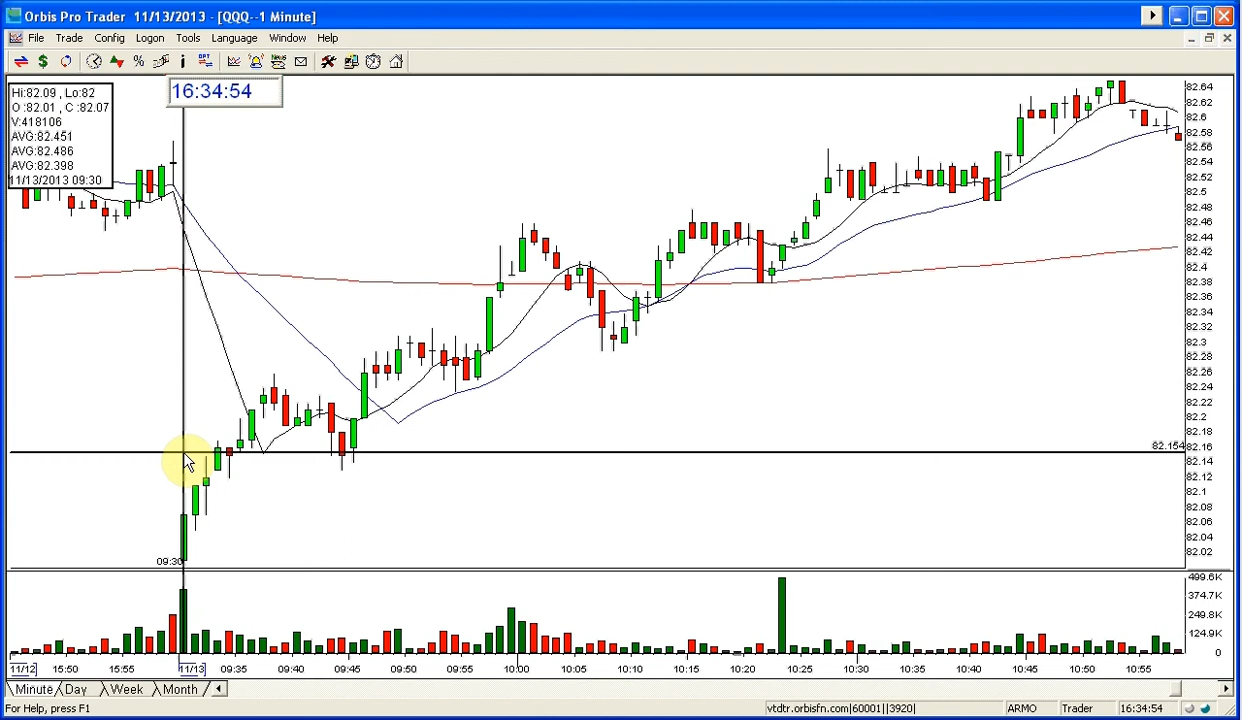 Orbis Pro Trader 11/13/2013 - [QQQ--1 Minute]
File Trade Config Logon Tools Language Window Help
16:34:54
Hi:82.09 , Lo:82
O :82.01 , C :82.07
V:418106
AVG:82.451
AVG:82.486
AVG:82.398
11/13/2013 09:30
82.64
82.62
82.6
82.58
82.56
82.54
82.52
82.5
82.48
82.46
82.44
82.42
82.4
82.38
82.36
82.34
82.32
82.3
82.28
82.26
82.24
82.22
82.2
82.18
82.154
82.16
82.14
82.12
82.1
82.08
82.06
82.04
82.02
09:30
499.6K
374.7K
249.8K
124.9K
0
11/12 15:50 15:55 11/13 09:35 09:40 09:45 09:50 09:55 10:00 10:05 10:10 10:15 10:20 10:25 10:30 10:35 10:40 10:45 10:50 10:55
Minute Day Week Month
For Help, press F1 vtdtr.orbisfn.com|60001||3920| ARMO Trader 16:34:54